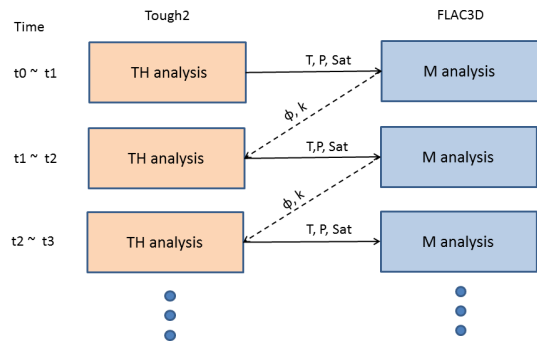 Tough2 FLAC3D
Time
t0 ~ t1 TH analysis T, P, Sat M analysis
ϕ, k
t1 ~ t2 TH analysis T,P, Sat M analysis
ϕ, k
t2 ~ t3 TH analysis T, P, Sat M analysis